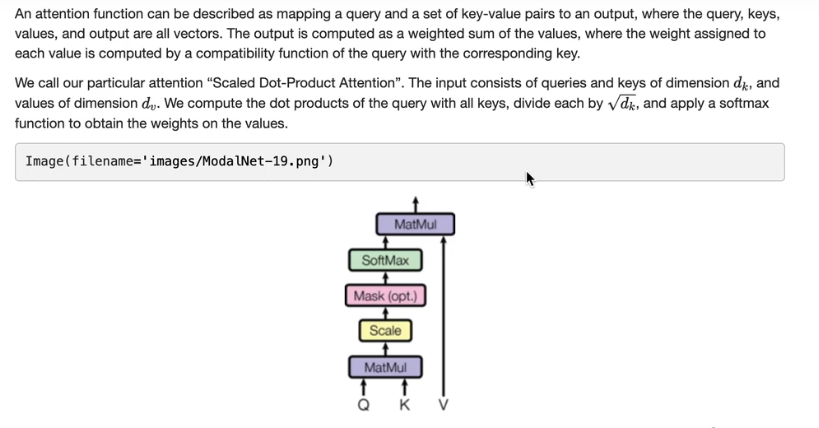 An attention function can be described as mapping a query and a set of key-value pairs to an output, where the query, keys,
values, and output are all vectors. The output is computed as a weighted sum of the values, where the weight assigned to
each value is computed by a compatibility function of the query with the corresponding key.
We call our particular attention “Scaled Dot-Product Attention”. The input consists of queries and keys of dimension dₖ, and
values of dimension dᵥ. We compute the dot products of the query with all keys, divide each by √dₖ, and apply a softmax
function to obtain the weights on the values.
Image(filename='images/ModalNet-19.png')
MatMul
SoftMax
Mask (opt.)
Scale
MatMul
Q K V